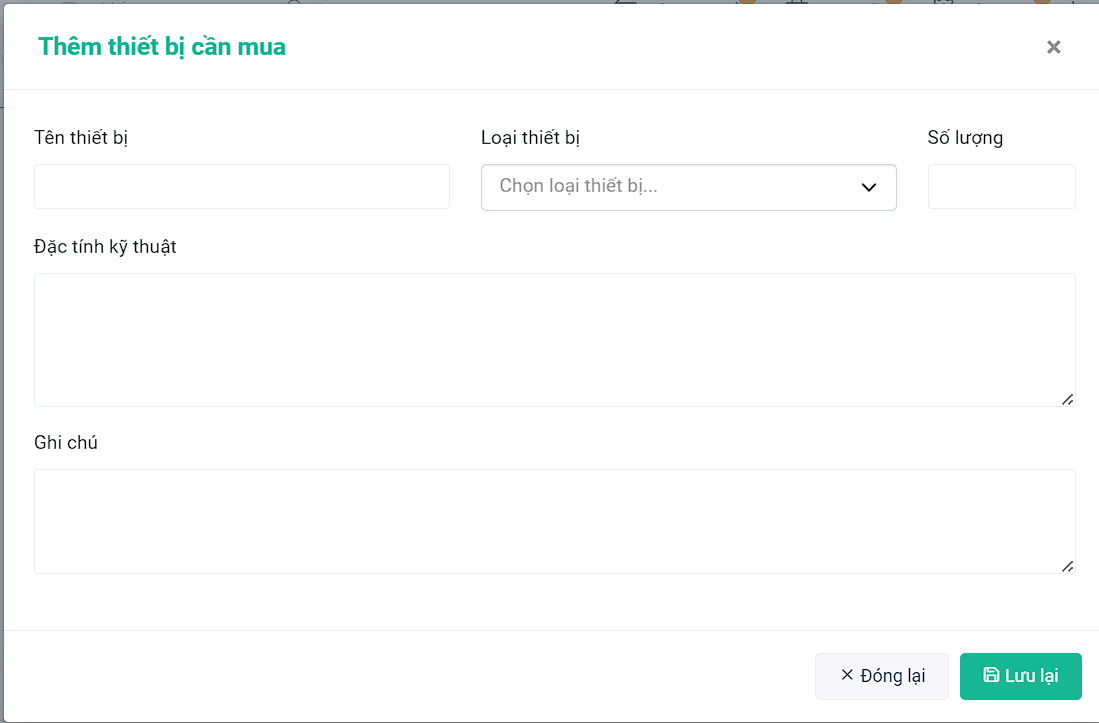 Thêm thiết bị cần mua
×
Tên thiết bị
Loại thiết bị
Số lượng
Chọn loại thiết bị...
Đặc tính kỹ thuật
Ghi chú
Đóng lại
Lưu lại